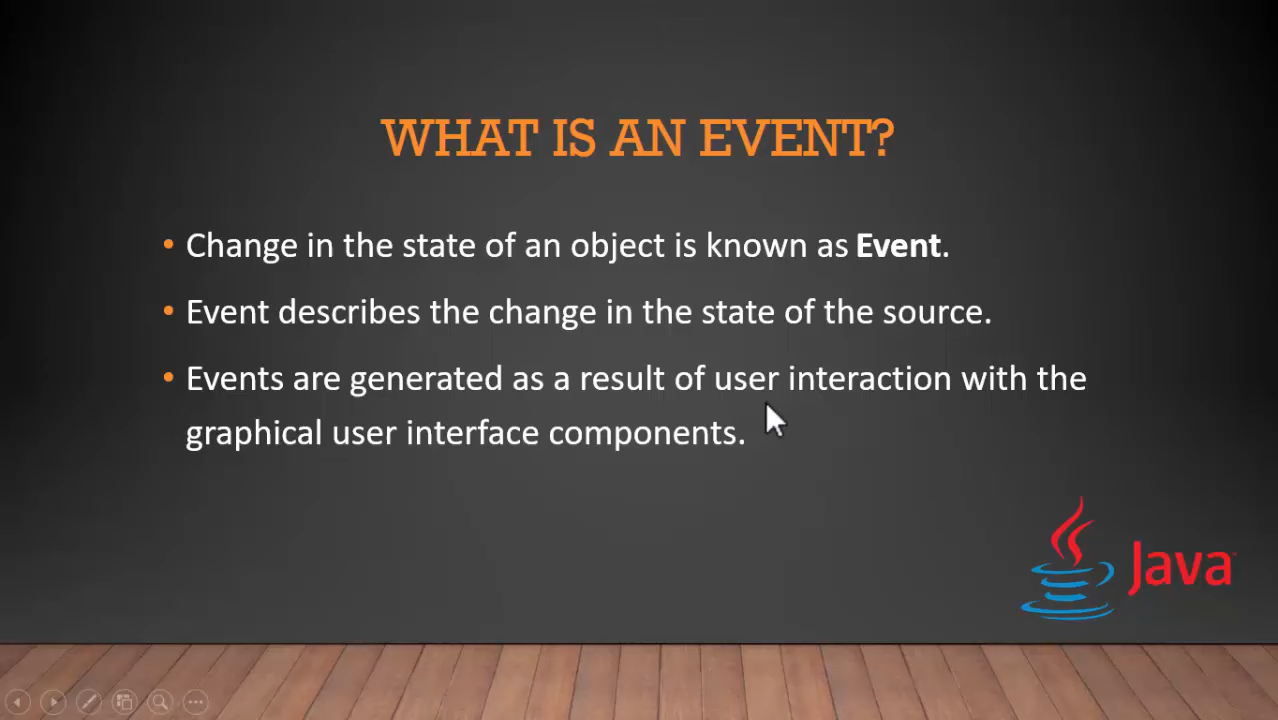 WHAT IS AN EVENT?
• Change in the state of an object is known as Event.
• Event describes the change in the state of the source.
• Events are generated as a result of user interaction with the
graphical user interface components.
Java